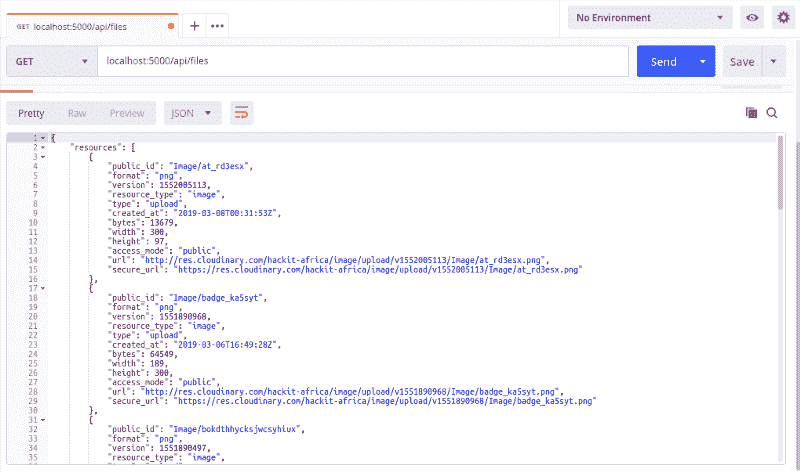 GET localhost:5000/api/files
No Environment
GET localhost:5000/api/files Send Save
Pretty Raw Preview JSON
1 {
2 "resources": [
3 {
4 "public_id": "Image/at_rd3esx",
5 "format": "png",
6 "version": 1552005113,
7 "resource_type": "image",
8 "type": "upload",
9 "created_at": "2019-03-08T00:31:53Z",
10 "bytes": 13679,
11 "width": 300,
12 "height": 97,
13 "access_mode": "public",
14 "url": "http://res.cloudinary.com/hackit-africa/image/upload/v1552005113/Image/at_rd3esx.png",
15 "secure_url": "https://res.cloudinary.com/hackit-africa/image/upload/v1552005113/Image/at_rd3esx.png"
16 },
17 {
18 "public_id": "Image/badge_ka5syt",
19 "format": "png",
20 "version": 1551890968,
21 "resource_type": "image",
22 "type": "upload",
23 "created_at": "2019-03-06T16:49:28Z",
24 "bytes": 64549,
25 "width": 189,
26 "height": 300,
27 "access_mode": "public",
28 "url": "http://res.cloudinary.com/hackit-africa/image/upload/v1551890968/Image/badge_ka5syt.png",
29 "secure_url": "https://res.cloudinary.com/hackit-africa/image/upload/v1551890968/Image/badge_ka5syt.png"
30 },
31 {
32 "public_id": "Image/bokdthhycksjwcsyhiux",
33 "format": "png",
34 "version": 1551890497,
35 "resource_type": "image",